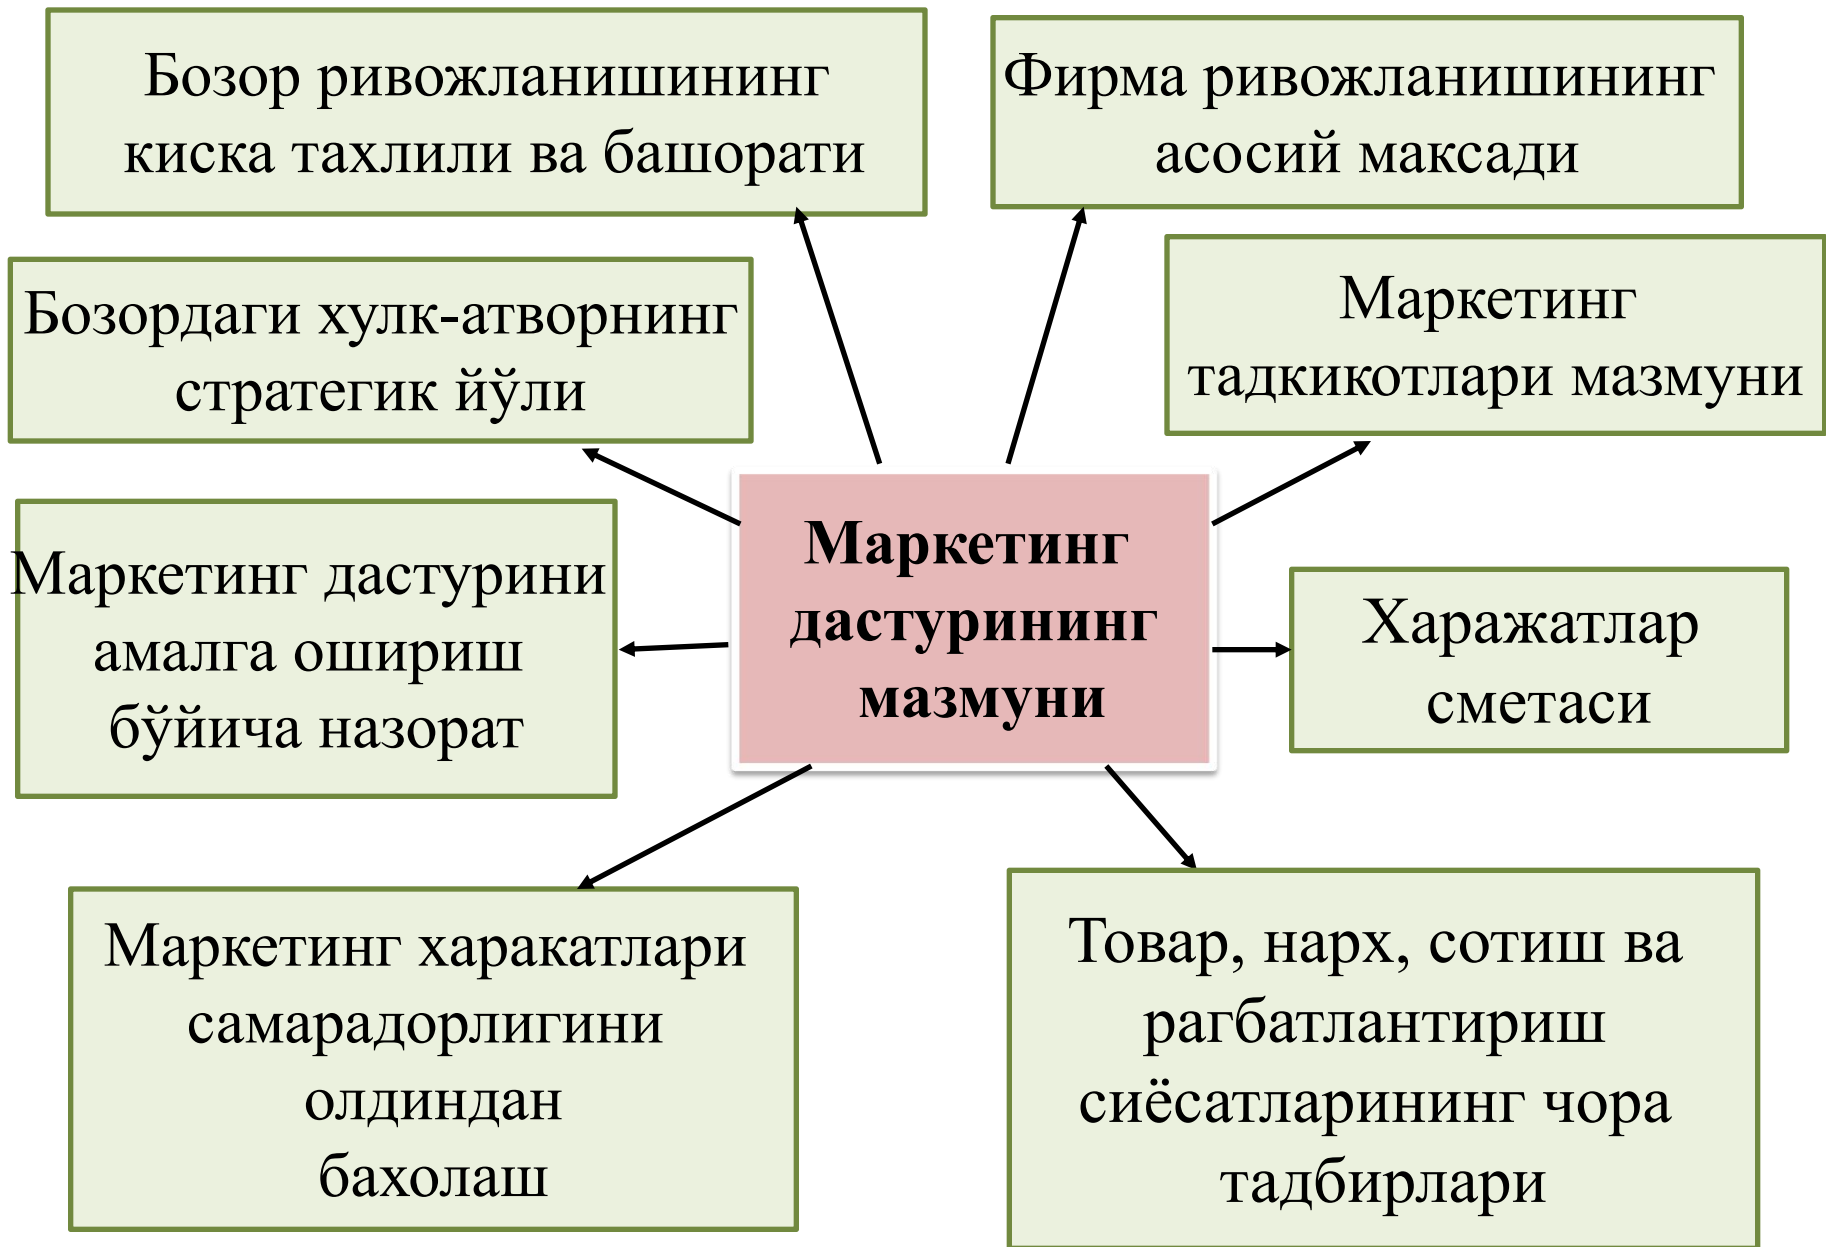 Бозор ривожланишининг
киска тахлили ва башорати
Фирма ривожланишининг
асосий максади
Бозордаги хулк-атворнинг
стратегик йўли
Маркетинг
тадкикотлари мазмуни
Маркетинг дастурини
амалга ошириш
бўйича назорат
Маркетинг
дастурининг
мазмуни
Харажатлар
сметаси
Маркетинг харакатлари
самарадорлигини
олдиндан
бахолаш
Товар, нарх, сотиш ва
рагбатлантириш
сиёсатларининг чора
тадбирлари